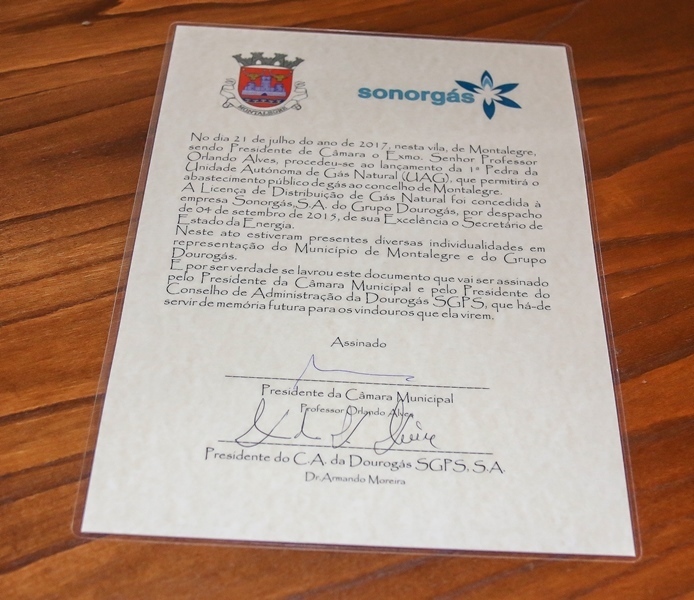 MONTALEGRE
sonorgás
No dia 21 de julho do ano de 2017, nesta vila, de Montalegre,
sendo Presidente de Câmara o Exmo. Senhor Professor
Orlando Alves, procedeu-se ao lançamento da 1ª Pedra da
Unidade Autónoma de Gás Natural (UAG), que permitirá o
abastecimento público de gás ao concelho de Montalegre.
A Licença de Distribuição de Gás Natural foi concedida à
empresa Sonorgás,S.A. do Grupo Dourogás, por despacho
de 04 de setembro de 2015, de sua Excelência o Secretário de
Estado da Energia.
Neste ato estiveram presentes diversas individualidades em
representação do Município de Montalegre e do Grupo
Dourogás.
E por ser verdade se lavrou este documento que vai ser assinado
pelo Presidente da Câmara Municipal e pelo Presidente do
Conselho de Administração da Dourogás SGPS, que há-de
servir de memória futura para os vindouros que ela virem.
Assinado
Presidente da Câmara Municipal
Professor Orlando Alves
Presidente do C.A. da Dourogás SGPS, S.A.
Dr.Armando Moreira